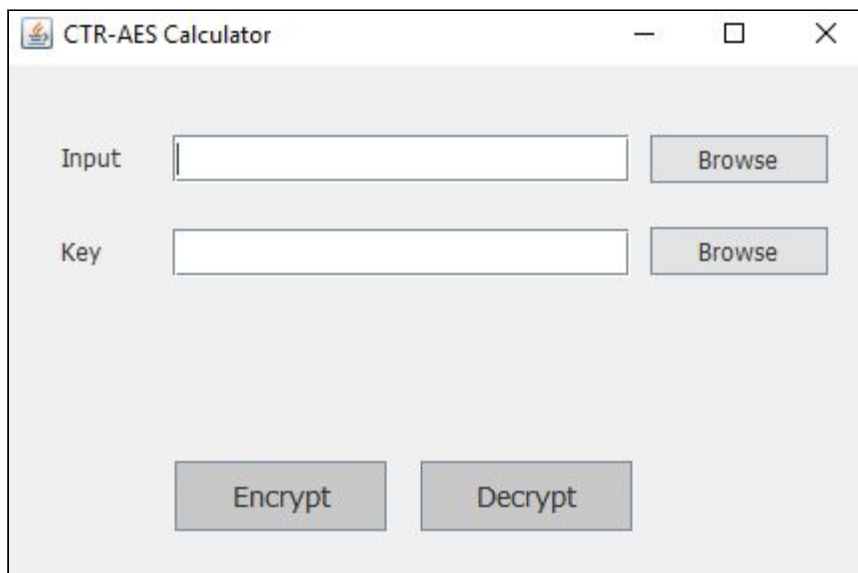 CTR-AES Calculator
Input Browse
Key Browse
Encrypt Decrypt